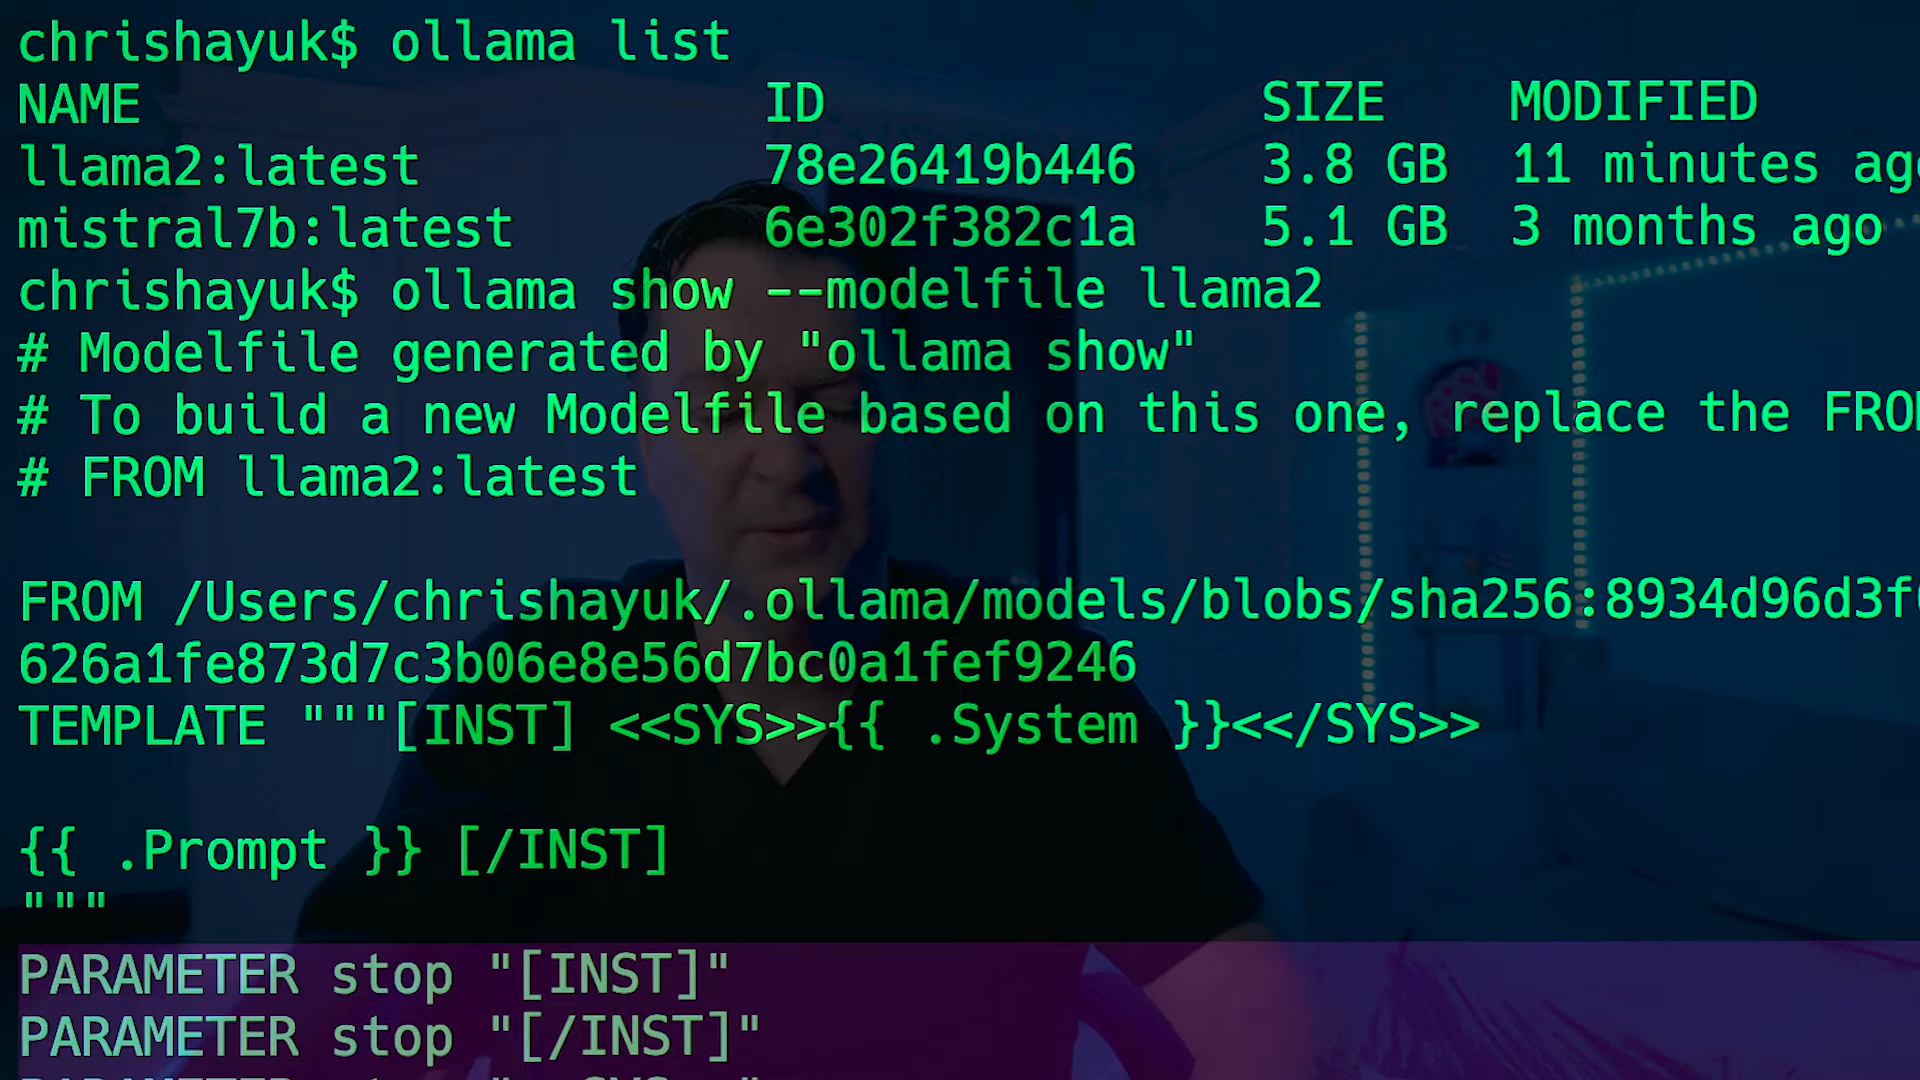 chrishayuk$ ollama list
NAME ID SIZE MODIFIED
llama2:latest 78e26419b446 3.8 GB 11 minutes ago
mistral7b:latest 6e302f382c1a 5.1 GB 3 months ago
chrishayuk$ ollama show --modelfile llama2
# Modelfile generated by "ollama show"
# To build a new Modelfile based on this one, replace the FROM
# FROM llama2:latest
FROM /Users/chrishayuk/.ollama/models/blobs/sha256:8934d96d3f
626a1fe873d7c3b06e8e56d7bc0a1fef9246
TEMPLATE """[INST] <<SYS>>{{ .System }}<</SYS>>
{{ .Prompt }} [/INST]
"""
PARAMETER stop "[INST]"
PARAMETER stop "[/INST]"